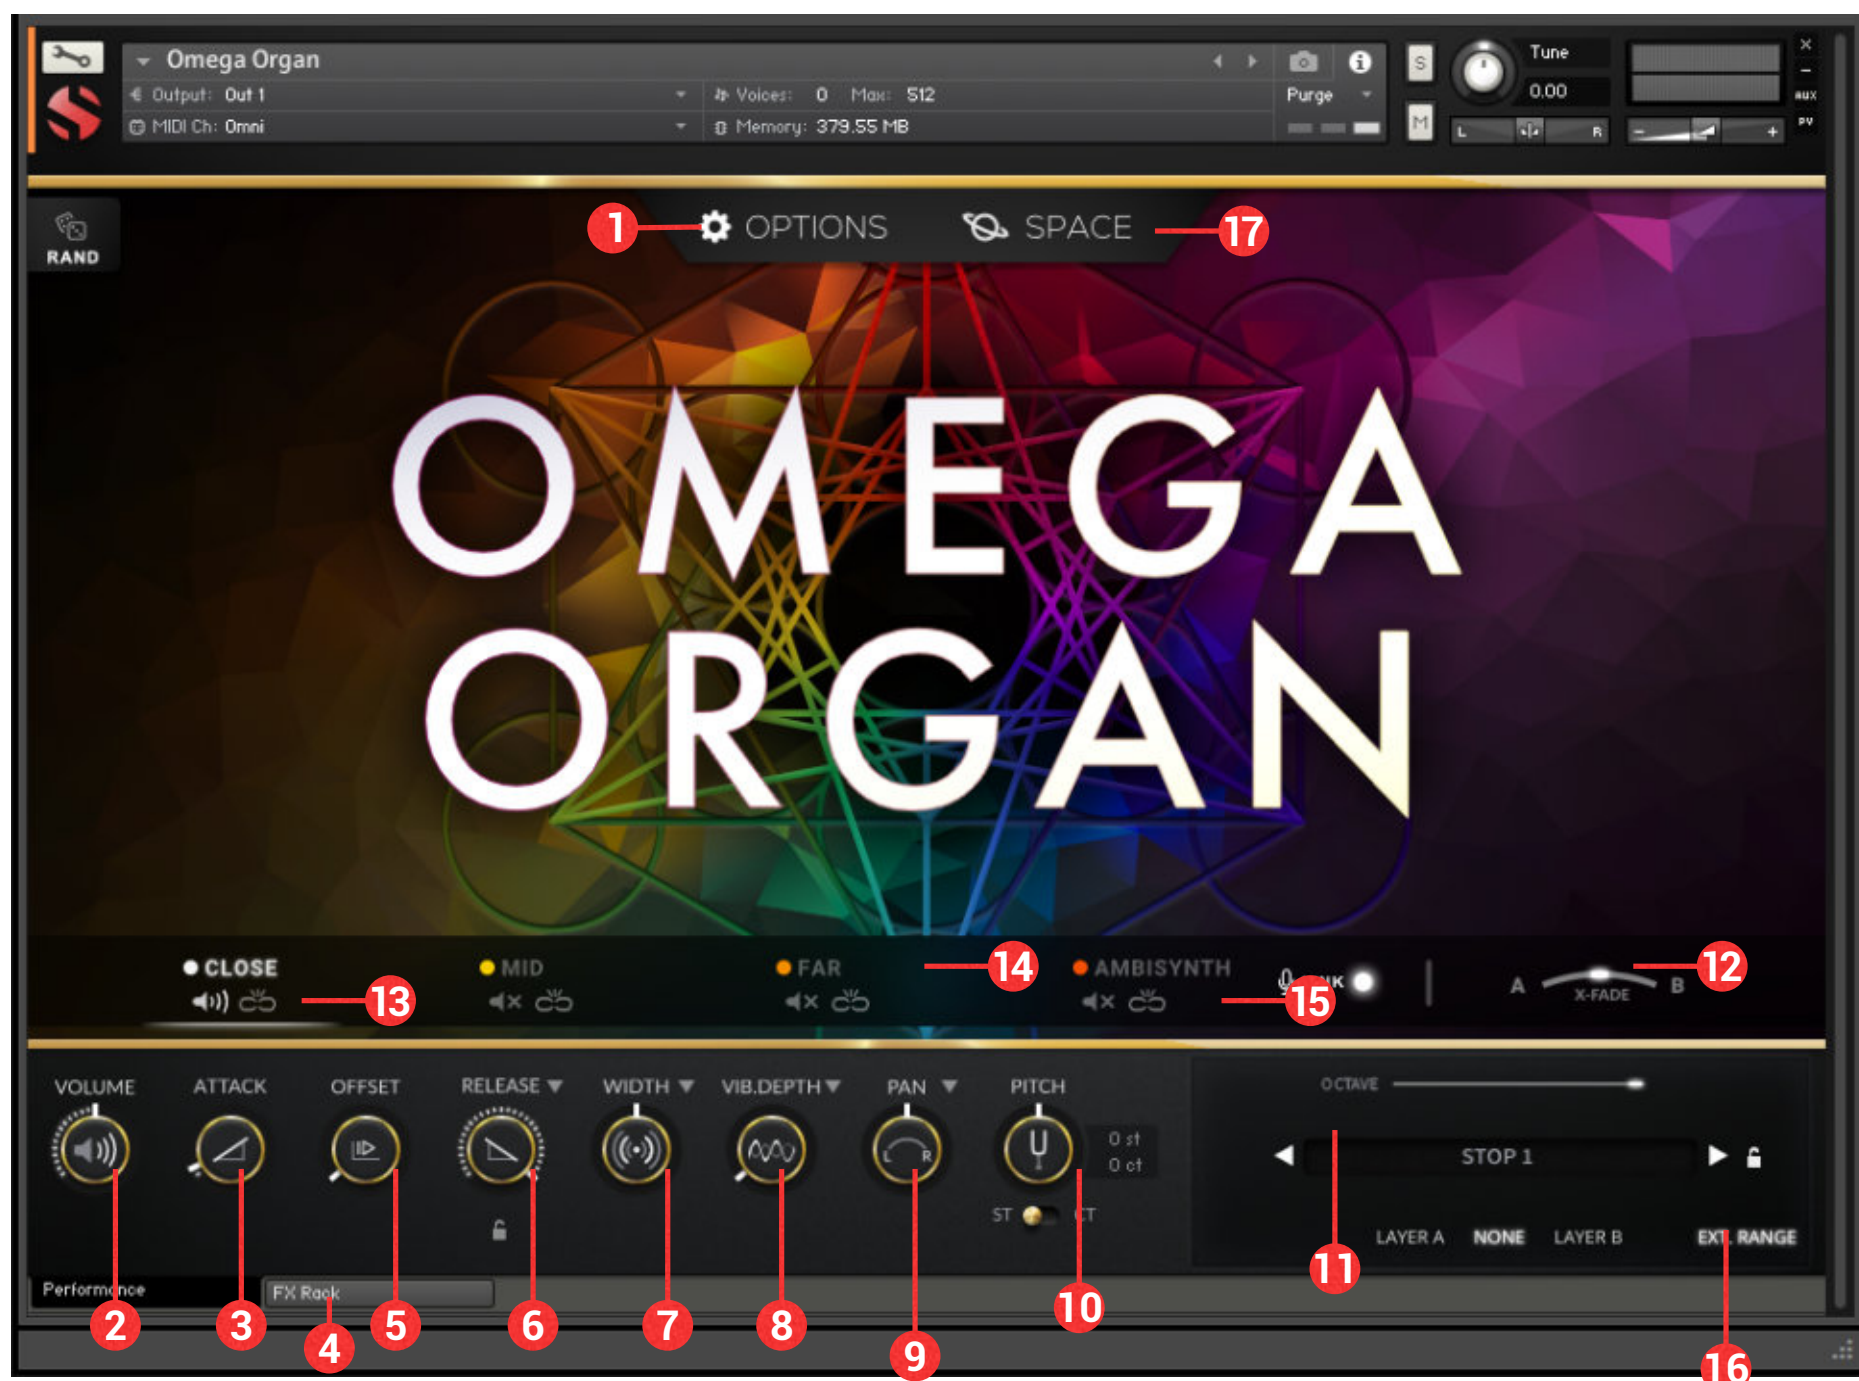 Omega Organ
Output: Out 1
Voices: 0 Max: 512
Purge
MIDI Ch: Omni
Memory: 379.55 MB
S
M
Tune
0.00
L R
- +
×
-
AUX
PV
RAND
1 OPTIONS SPACE 17
OMEGA
ORGAN
CLOSE MID FAR 14 AMBISYNTH 12
13 15
A X-FADE B
VOLUME ATTACK OFFSET RELEASE WIDTH VIB.DEPTH PAN PITCH
L R
0 st
0 ct
ST CT
OCTAVE
STOP 1
LAYER A NONE LAYER B EXT. RANGE
11
Performance FX Rack
2 3 4 5 6 7 8 9 10 16